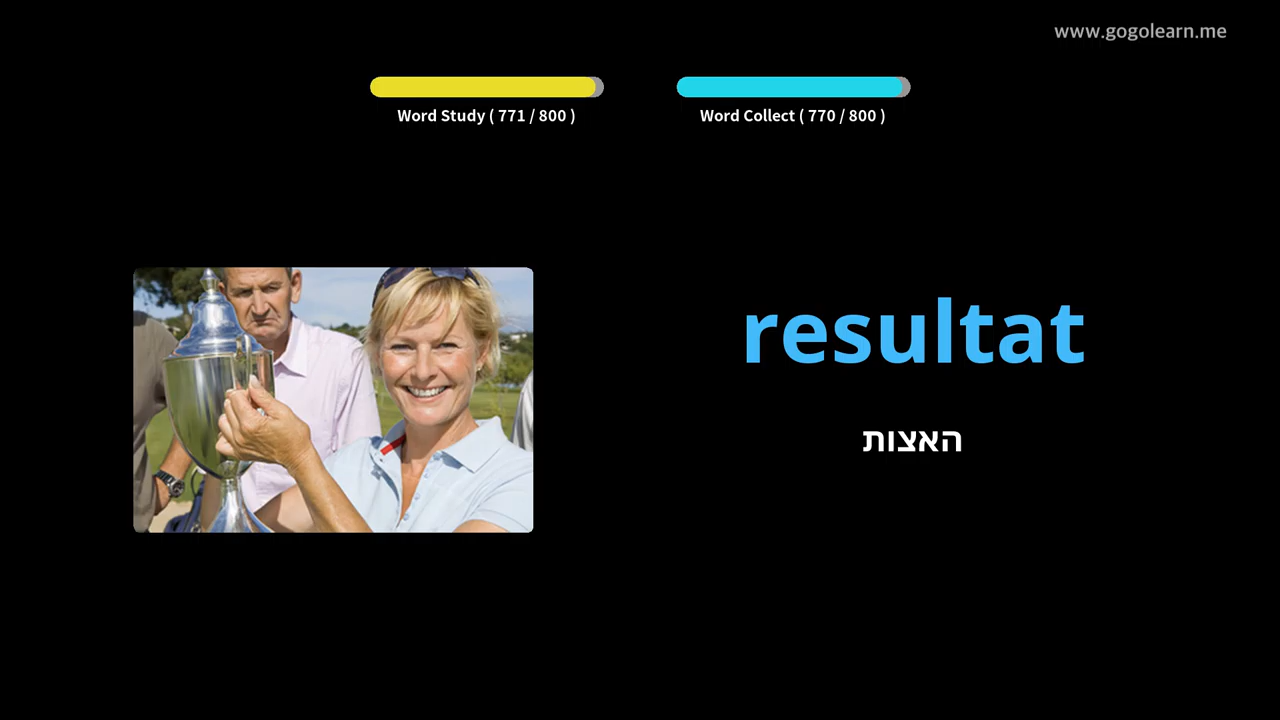 www.gogolearn.me
Word Study ( 771 / 800 )
Word Collect ( 770 / 800 )
resultat
האצות